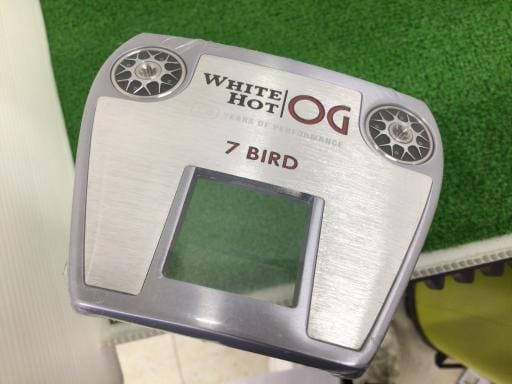 WHITE
HOT
OG
YEARS OF PERFORMANCE
7 BIRD